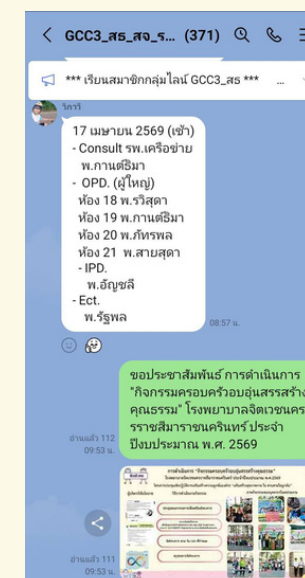 GCC3_สธ_สจ_ร... (371)
*** เรียนสมาชิกกลุ่มไลน์ GCC3_สธ *** ...
วิภาวี
17 เมษายน 2569 (เช้า)
- Consult รพ.เครือข่าย
พ.กานต์ธิมา
- OPD. (ผู้ใหญ่)
ห้อง 18 พ.รวิสุดา
ห้อง 19 พ.กานต์ธิมา
ห้อง 20 พ.ภัทรพล
ห้อง 21 พ.สายสุดา
- IPD.
พ.อัญชลี
- Ect.
พ.รัฐพล
08:57 น.
ขอประชาสัมพันธ์ การดำเนินการ
"กิจกรรมครอบครัวอบอุ่นสรรสร้าง
คุณธรรม" โรงพยาบาลจิตเวชนคร
ราชสีมาราชนครินทร์ ประจำ
ปีงบประมาณ พ.ศ. 2569
อ่านแล้ว 112
09:53 น.
อ่านแล้ว 111
09:53 น.